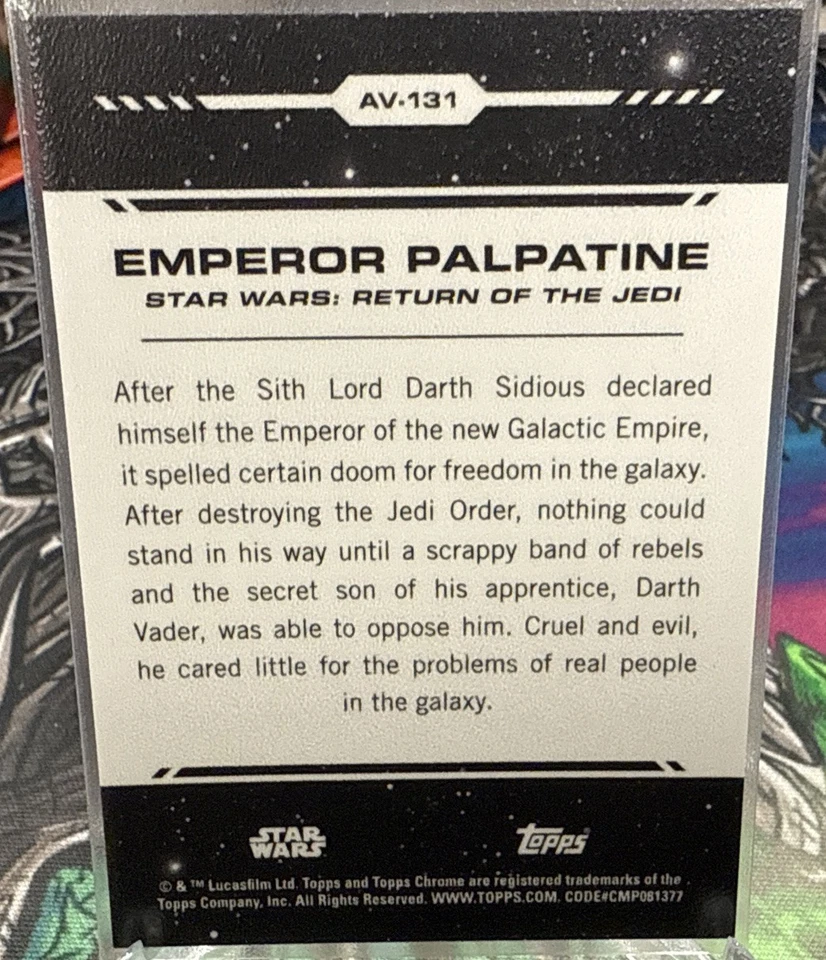 AV-131
EMPEROR PALPATINE
STAR WARS: RETURN OF THE JEDI
After the Sith Lord Darth Sidious declared
himself the Emperor of the new Galactic Empire,
it spelled certain doom for freedom in the galaxy.
After destroying the Jedi Order, nothing could
stand in his way until a scrappy band of rebels
and the secret son of his apprentice, Darth
Vader, was able to oppose him. Cruel and evil,
he cared little for the problems of real people
in the galaxy.
STAR WARS
Topps
© & ™ Lucasfilm Ltd. Topps and Topps Chrome are registered trademarks of the
Topps Company, Inc. All Rights Reserved. WWW.TOPPS.COM. CODE#CMP081377